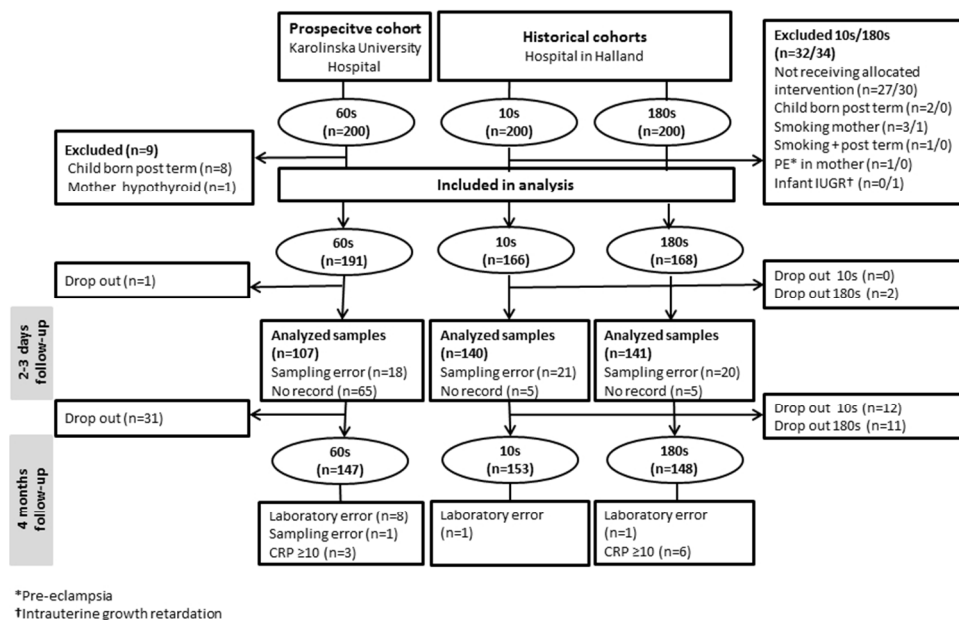 Prospecitve cohort
Karolinska University
Hospital
Historical cohorts
Hospital in Halland
Excluded 10s/180s
(n=32/34)
Not receiving allocated
intervention (n=27/30)
Child born post term (n=2/0)
Smoking mother (n=3/1)
Smoking + post term (n=1/0)
PE* in mother (n=1/0)
Infant IUGR† (n=0/1)
60s
(n=200)
10s
(n=200)
180s
(n=200)
Excluded (n=9)
Child born post term (n=8)
Mother hypothyroid (n=1)
Included in analysis
60s
(n=191)
10s
(n=166)
180s
(n=168)
Drop out (n=1)
Drop out 10s (n=0)
Drop out 180s (n=2)
2-3 days
follow-up
Analyzed samples
(n=107)
Sampling error (n=18)
No record (n=65)
Analyzed samples
(n=140)
Sampling error (n=21)
No record (n=5)
Analyzed samples
(n=141)
Sampling error (n=20)
No record (n=5)
Drop out (n=31)
Drop out 10s (n=12)
Drop out 180s (n=11)
4 months
follow-up
60s
(n=147)
10s
(n=153)
180s
(n=148)
Laboratory error (n=8)
Sampling error (n=1)
CRP ≥10 (n=3)
Laboratory error
(n=1)
Laboratory error
(n=1)
CRP ≥10 (n=6)
*Pre-eclampsia
†Intrauterine growth retardation